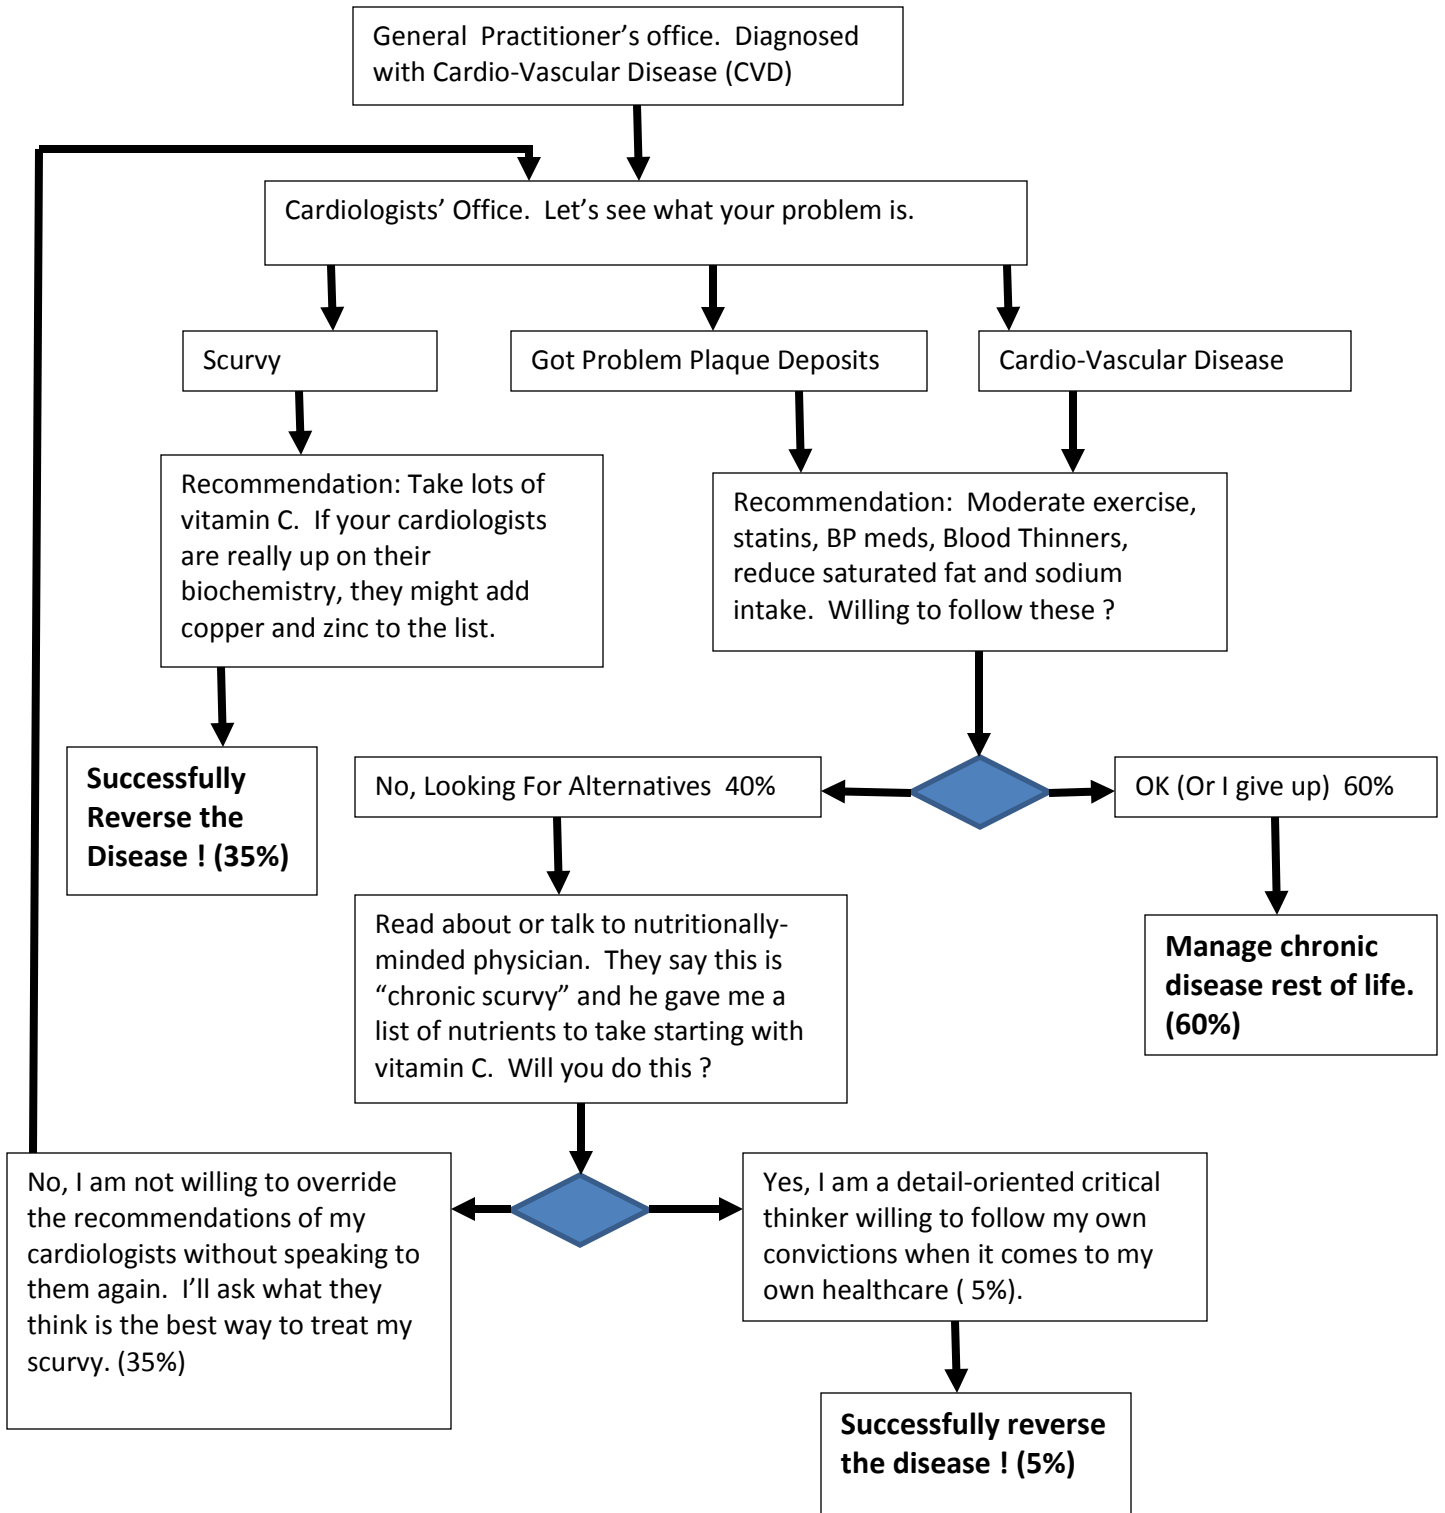 General Practitioner’s office. Diagnosed
with Cardio-Vascular Disease (CVD)
Cardiologists’ Office. Let’s see what your problem is.
Scurvy
Got Problem Plaque Deposits
Cardio-Vascular Disease
Recommendation: Take lots of
vitamin C. If your cardiologists
are really up on their
biochemistry, they might add
copper and zinc to the list.
Recommendation: Moderate exercise,
statins, BP meds, Blood Thinners,
reduce saturated fat and sodium
intake. Willing to follow these ?
Successfully
Reverse the
Disease ! (35%)
No, Looking For Alternatives 40%
OK (Or I give up) 60%
Read about or talk to nutritionally-
minded physician. They say this is
“chronic scurvy” and he gave me a
list of nutrients to take starting with
vitamin C. Will you do this ?
Manage chronic
disease rest of life.
(60%)
No, I am not willing to override
the recommendations of my
cardiologists without speaking to
them again. I’ll ask what they
think is the best way to treat my
scurvy. (35%)
Yes, I am a detail-oriented critical
thinker willing to follow my own
convictions when it comes to my
own healthcare ( 5%).
Successfully reverse
the disease ! (5%)